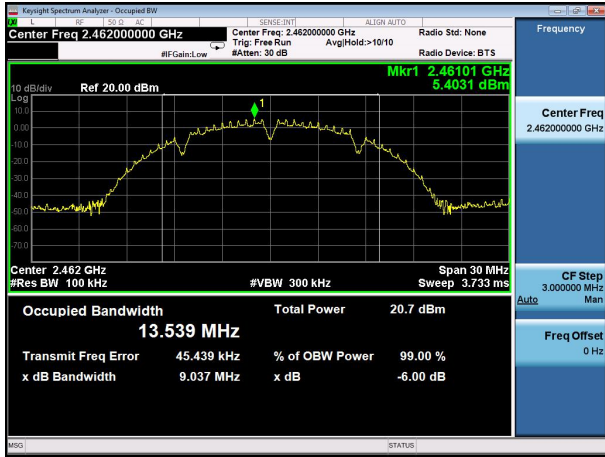 Keysight Spectrum Analyzer - Occupied BW
L RF 50 Ω AC SENSE:INT ALIGN AUTO
Center Freq 2.462000000 GHz
Center Freq: 2.462000000 GHz Radio Std: None
Trig: Free Run Avg|Hold:>10/10
#IFGain:Low #Atten: 30 dB Radio Device: BTS
Frequency
Mkr1 2.46101 GHz
5.4031 dBm
10 dB/div Ref 20.00 dBm
Log
10.0
0.00
-10.0
-20.0
-30.0
-40.0
-50.0
-60.0
-70.0
1
Center 2.462 GHz Span 30 MHz
#Res BW 100 kHz #VBW 300 kHz Sweep 3.733 ms
Center Freq
2.462000000 GHz
CF Step
3.000000 MHz
Auto Man
Freq Offset
0 Hz
Occupied Bandwidth Total Power 20.7 dBm
13.539 MHz
Transmit Freq Error 45.439 kHz % of OBW Power 99.00 %
x dB Bandwidth 9.037 MHz x dB -6.00 dB
MSG STATUS